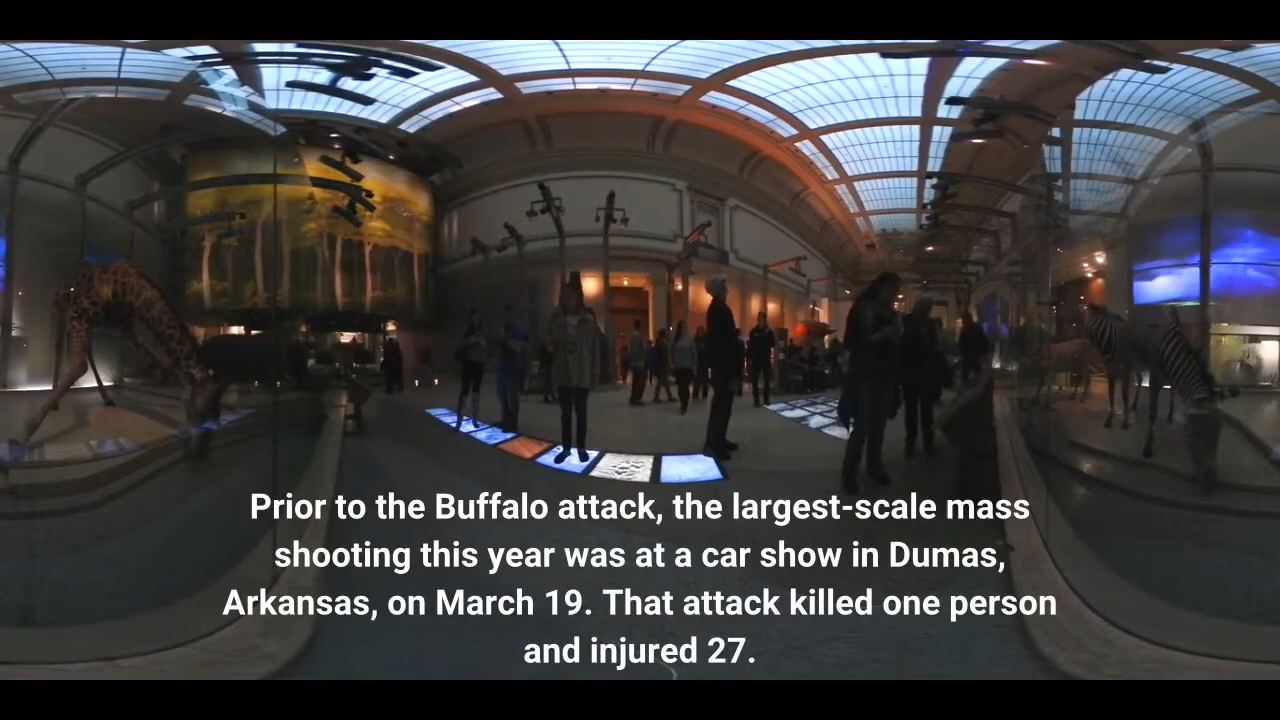 Prior to the Buffalo attack, the largest-scale mass
shooting this year was at a car show in Dumas,
Arkansas, on March 19. That attack killed one person
and injured 27.